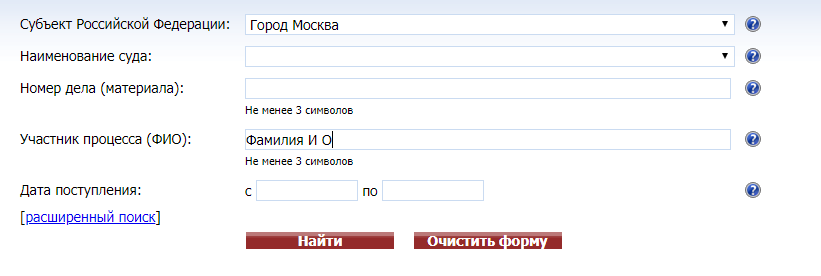 Субъект Российской Федерации: Город Москва
Наименование суда:
Номер дела (материала):
Не менее 3 символов
Участник процесса (ФИО): Фамилия И О
Не менее 3 символов
Дата поступления: с по
[расширенный поиск]
Найти Очистить форму